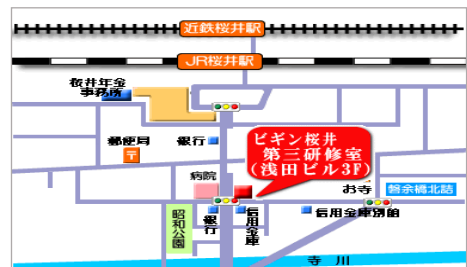 近鉄桜井駅
JR桜井駅
桜井年金
事務所
郵便局
〒
銀行
ビギン桜井
第三研修室
(浅田ビル3F)
病院
お寺
磐余橋北詰
昭和公園
銀行
信用金庫
信用金庫別館
寺川